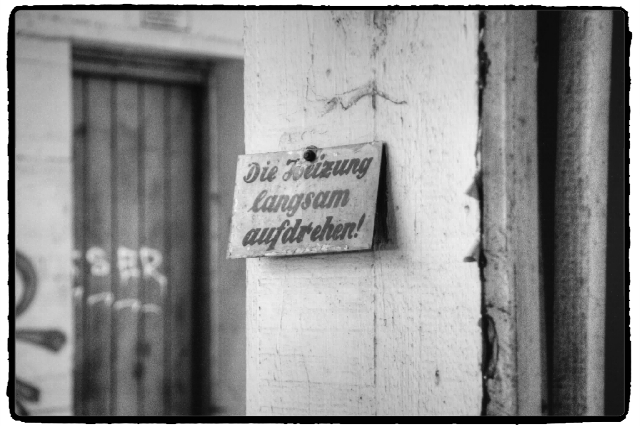 Die Heizung
langsam
aufdrehen!